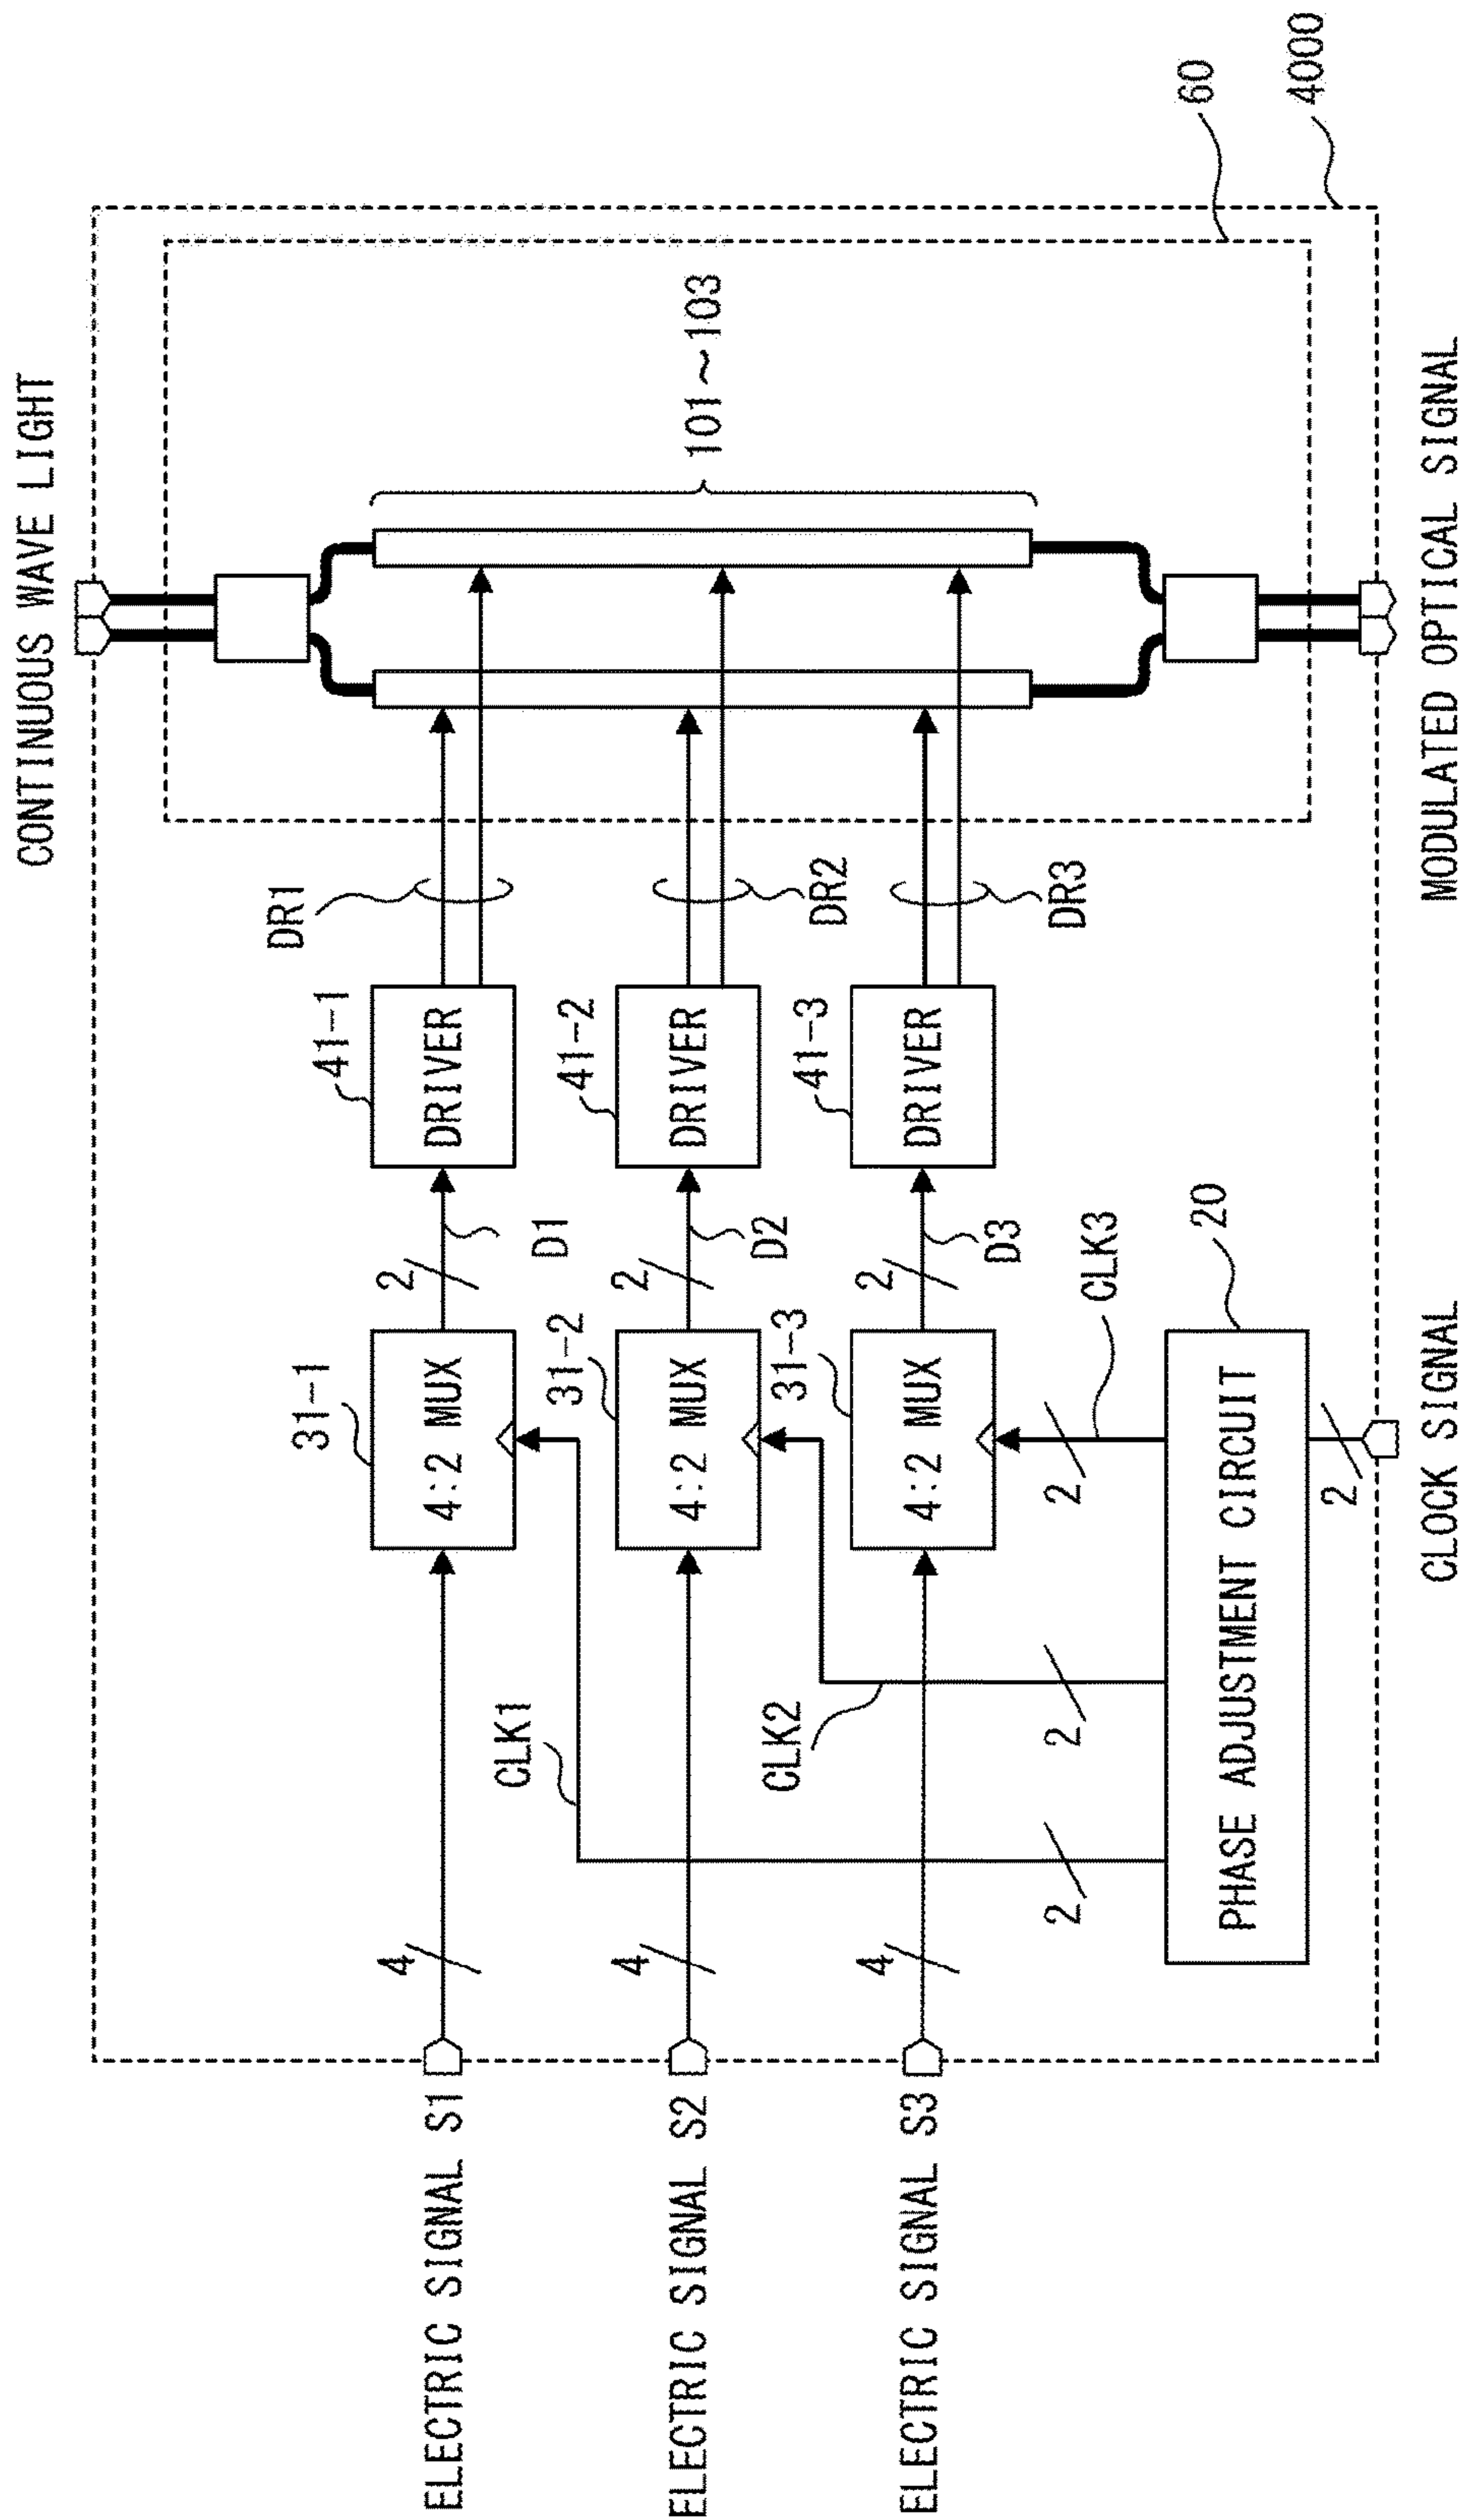 CONTINUOUS WAVE LIGHT
4000
60
101~103
DR1
DR2
DR3
41-1
DRIVER
41-2
DRIVER
41-3
DRIVER
2
D1
2
D2
2
D3
31-1
4:2 MUX
31-2
4:2 MUX
31-3
4:2 MUX
CLK1
CLK2
CLK3
2
2
2
20
PHASE ADJUSTMENT CIRCUIT
2
4
4
4
ELECTRIC SIGNAL S1
ELECTRIC SIGNAL S2
ELECTRIC SIGNAL S3
CLOCK SIGNAL
MODULATED OPTICAL SIGNAL